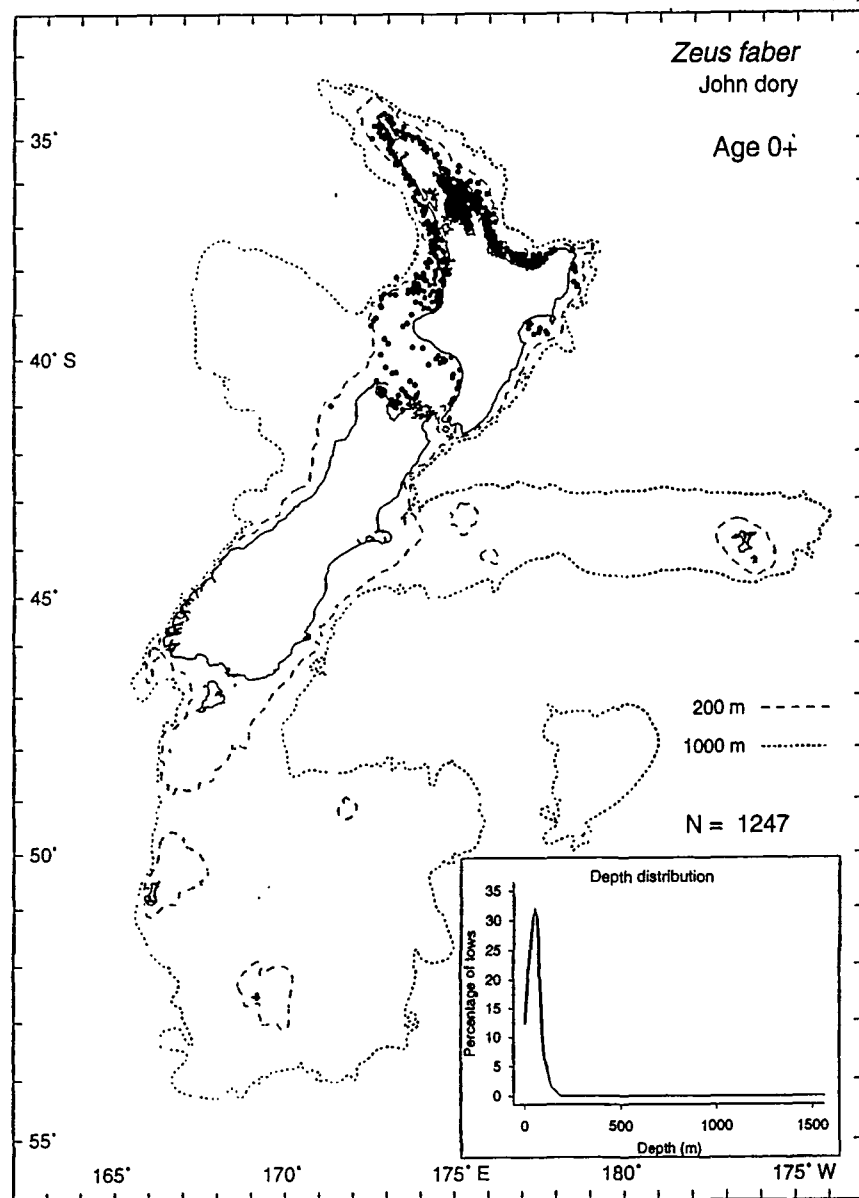 Zeus faber
John dory
Age 0+
35°
40° S
45°
200 m
1000 m
N = 1247
50°
55°
Depth distribution
35
30
25
20
15
10
5
0
Percentage of tows
0 500 1000 1500
Depth (m)
165° 170° 175° E 180° 175° W